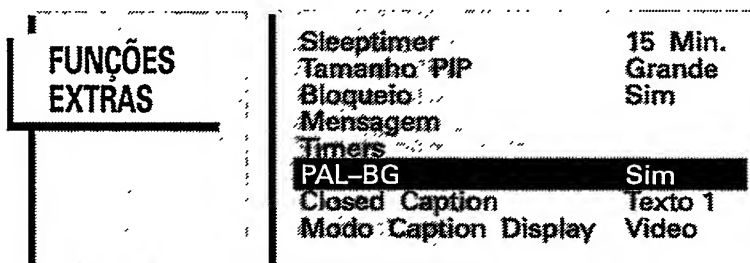 FUNÇÕES
EXTRAS
Sleeptimer 15 Min.
Tamanho PIP Grande
Bloqueio Sim
Mensagem
Timers
PAL–BG Sim
Closed Caption Texto 1
Modo Caption Display Video